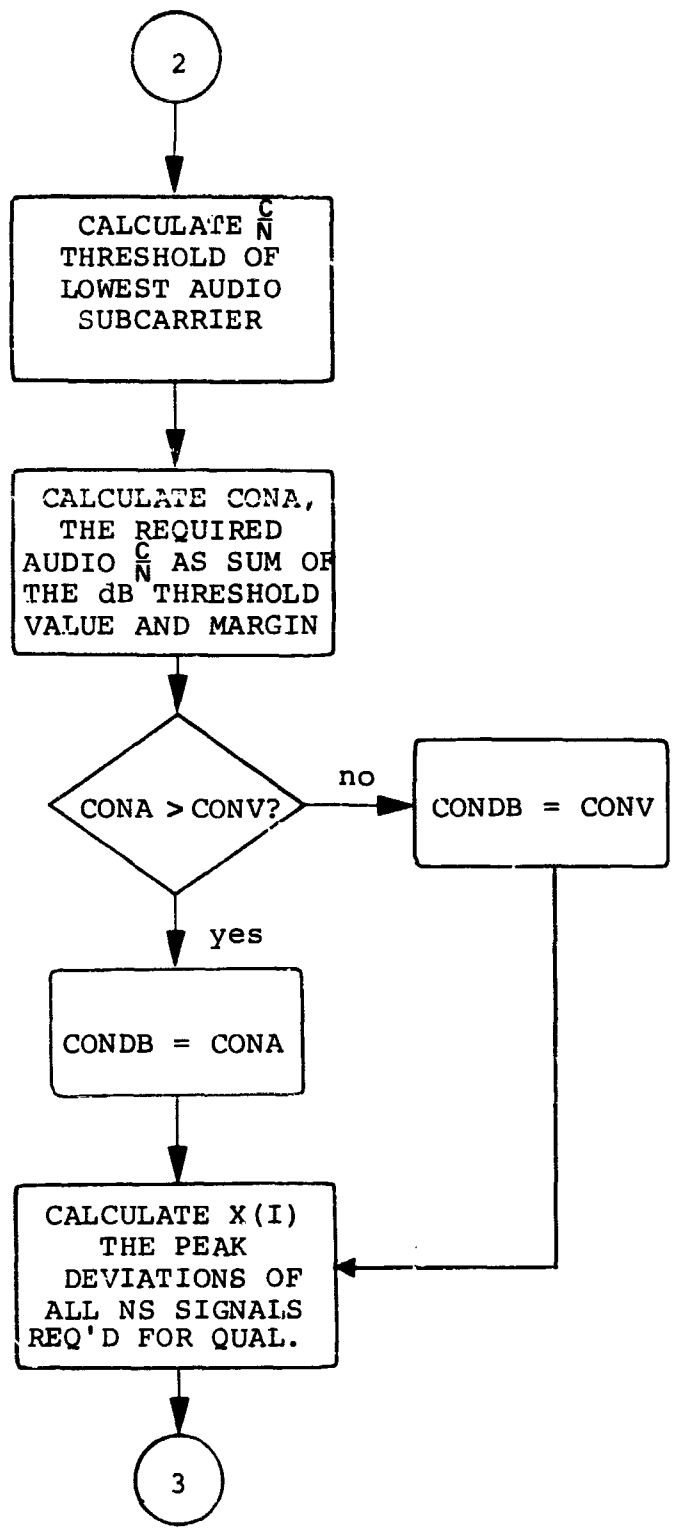 2
CALCULATE C/N
THRESHOLD OF
LOWEST AUDIO
SUBCARRIER
CALCULATE CONA,
THE REQUIRED
AUDIO C/N AS SUM OF
THE dB THRESHOLD
VALUE AND MARGIN
CONA > CONV?
no
CONDB = CONV
yes
CONDB = CONA
CALCULATE X(I)
THE PEAK
DEVIATIONS OF
ALL NS SIGNALS
REQ'D FOR QUAL.
3